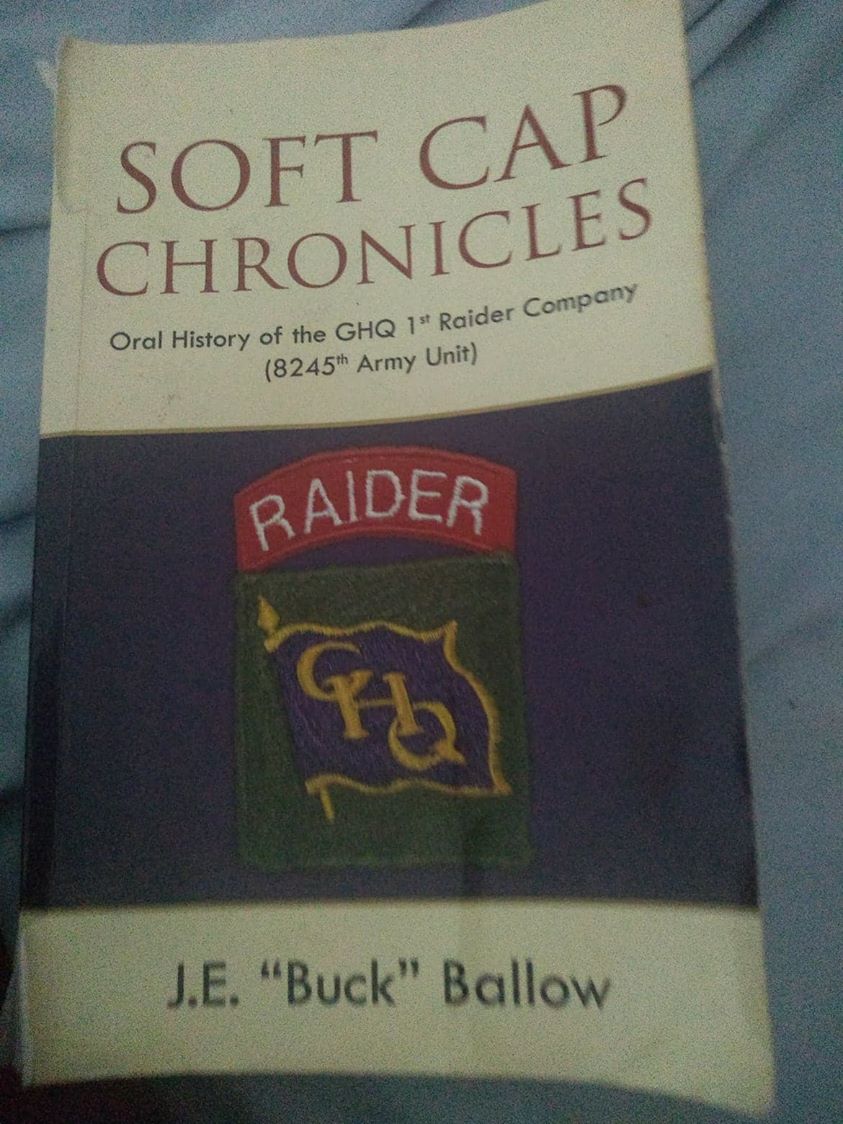 SOFT CAP
CHRONICLES
Oral History of the GHQ 1st Raider Company
(8245th Army Unit)
RAIDER
GHQ
J.E. “Buck” Ballow